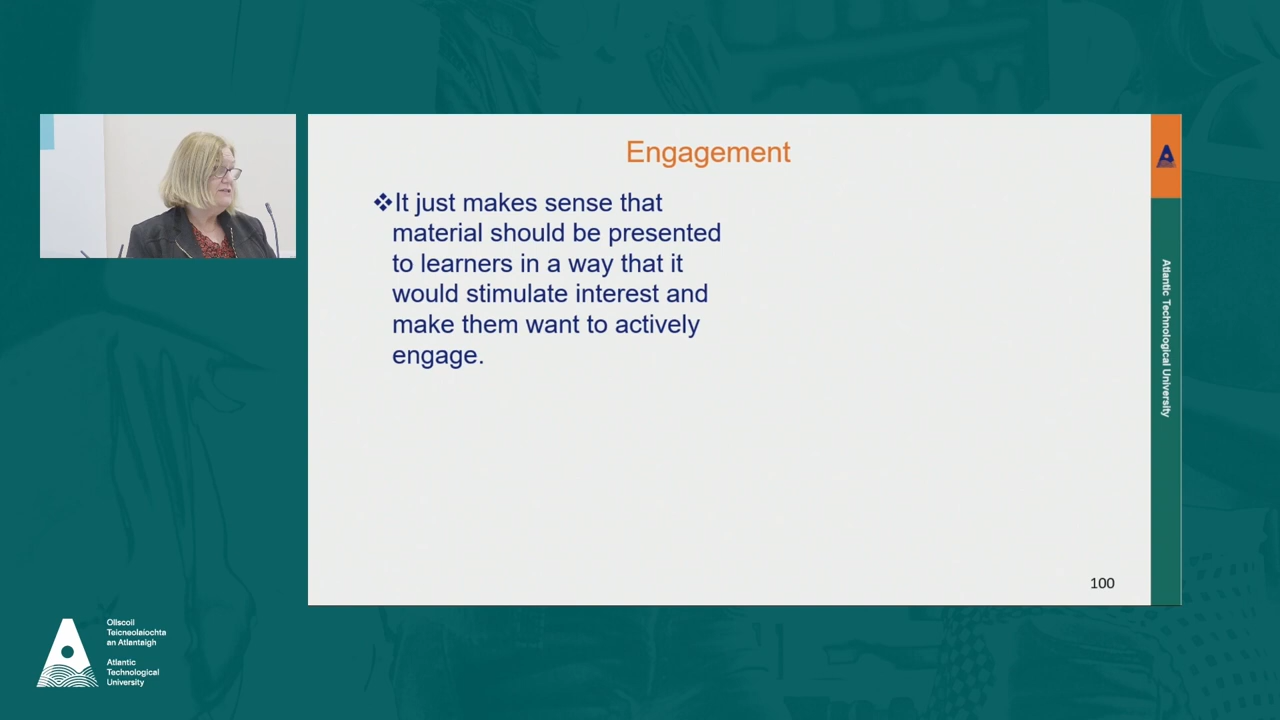 Engagement
❖It just makes sense that
material should be presented
to learners in a way that it
would stimulate interest and
make them want to actively
engage.
100
Atlantic Technological University
Ollscoil
Teicneolaíochta
an Atlantaigh
Atlantic
Technological
University